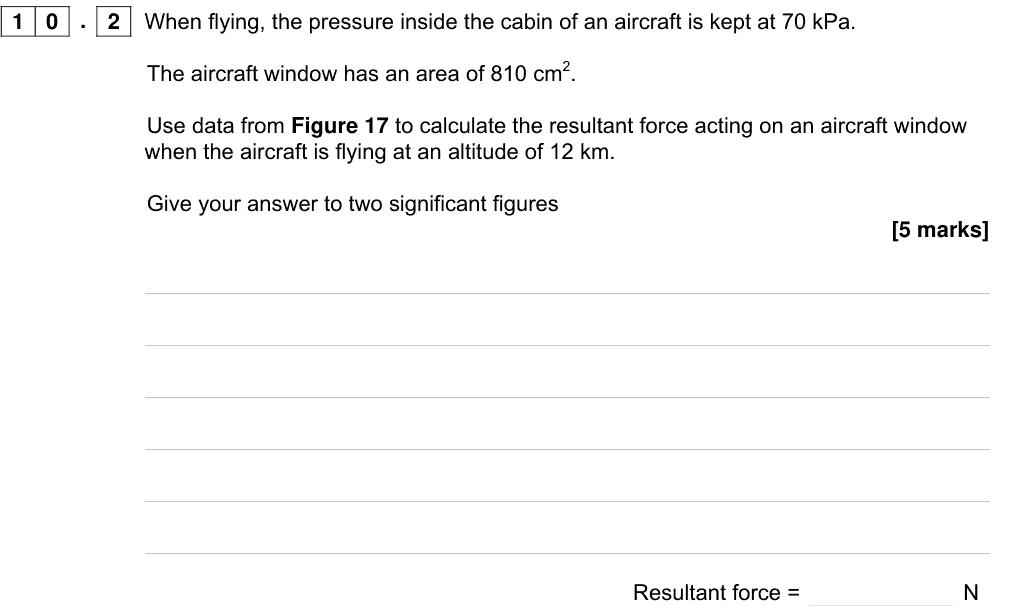 10.2 When flying, the pressure inside the cabin of an aircraft is kept at 70 kPa.
The aircraft window has an area of 810 cm².
Use data from Figure 17 to calculate the resultant force acting on an aircraft window
when the aircraft is flying at an altitude of 12 km.
Give your answer to two significant figures
[5 marks]
Resultant force = N